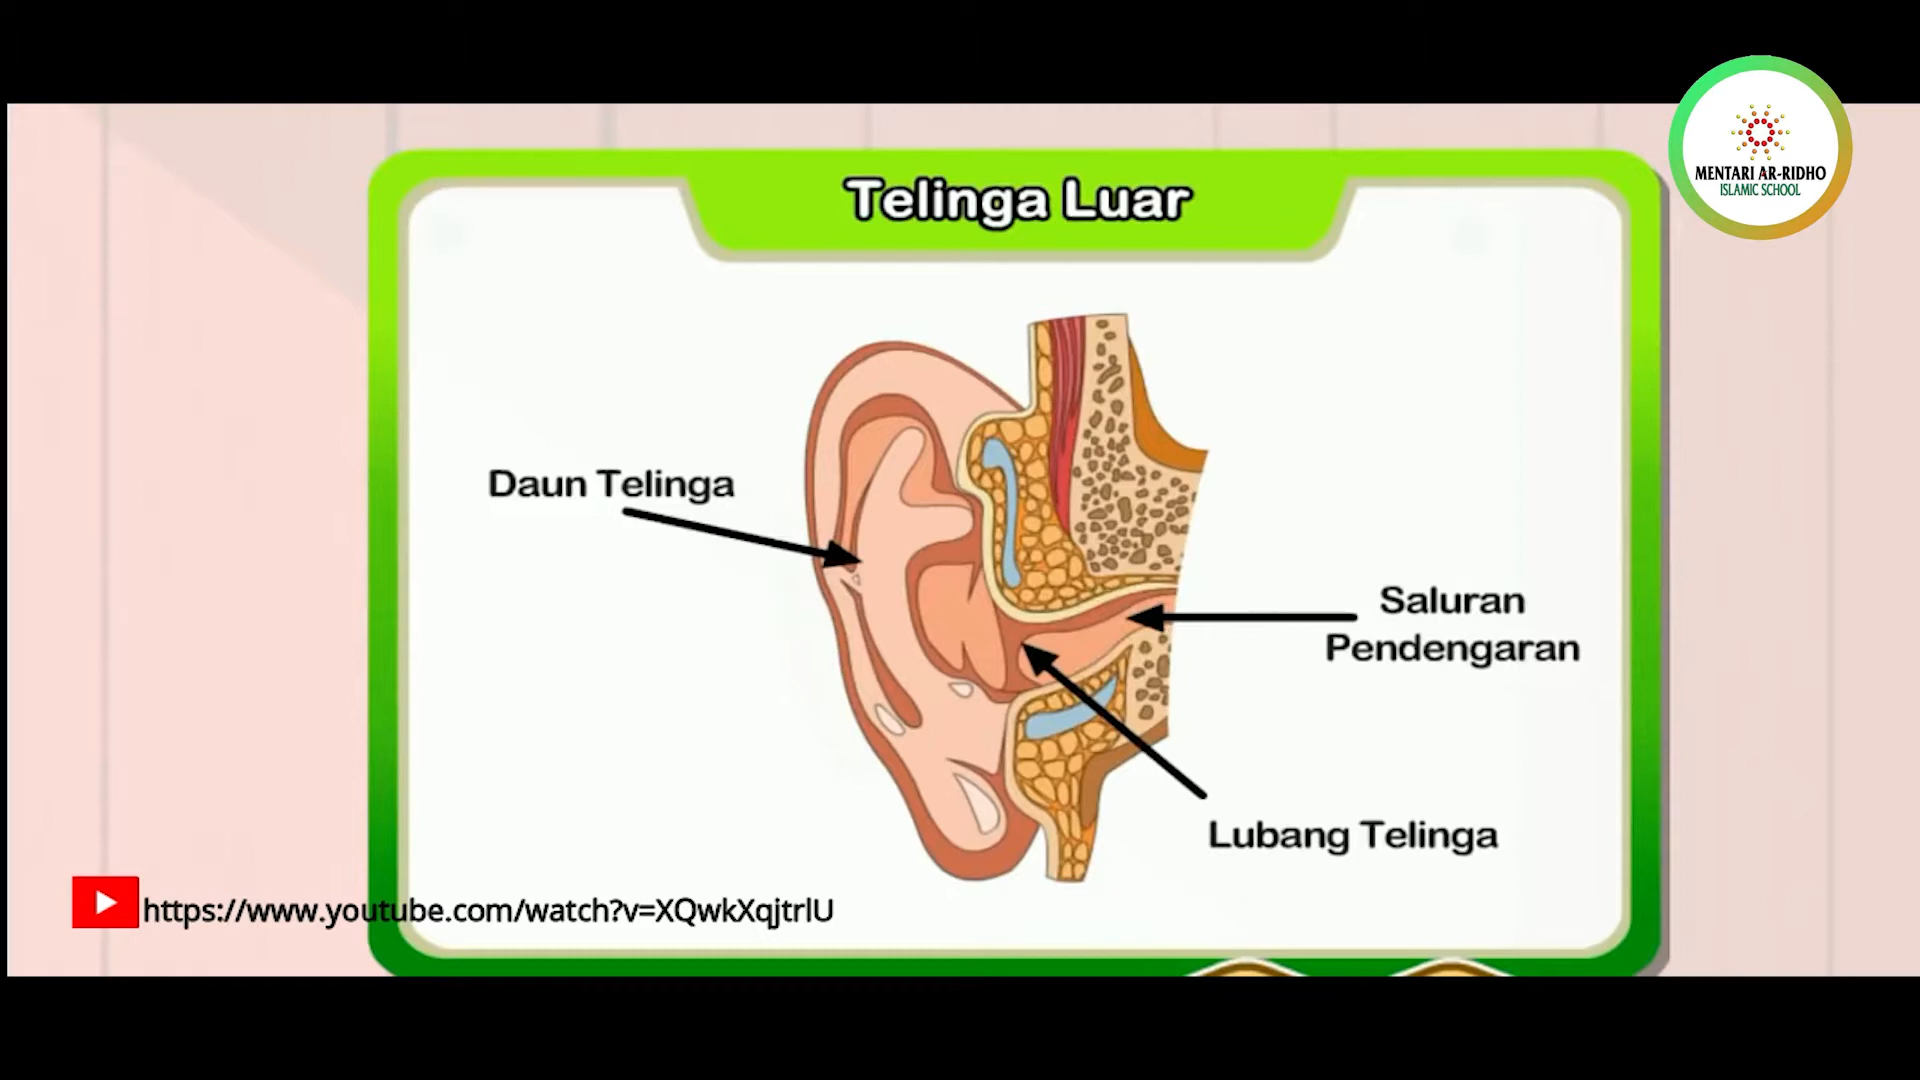 MENTARI AR-RIDHO
ISLAMIC SCHOOL
Telinga Luar
Daun Telinga
Saluran
Pendengaran
Lubang Telinga
https://www.youtube.com/watch?v=XQwkXqjtrlU